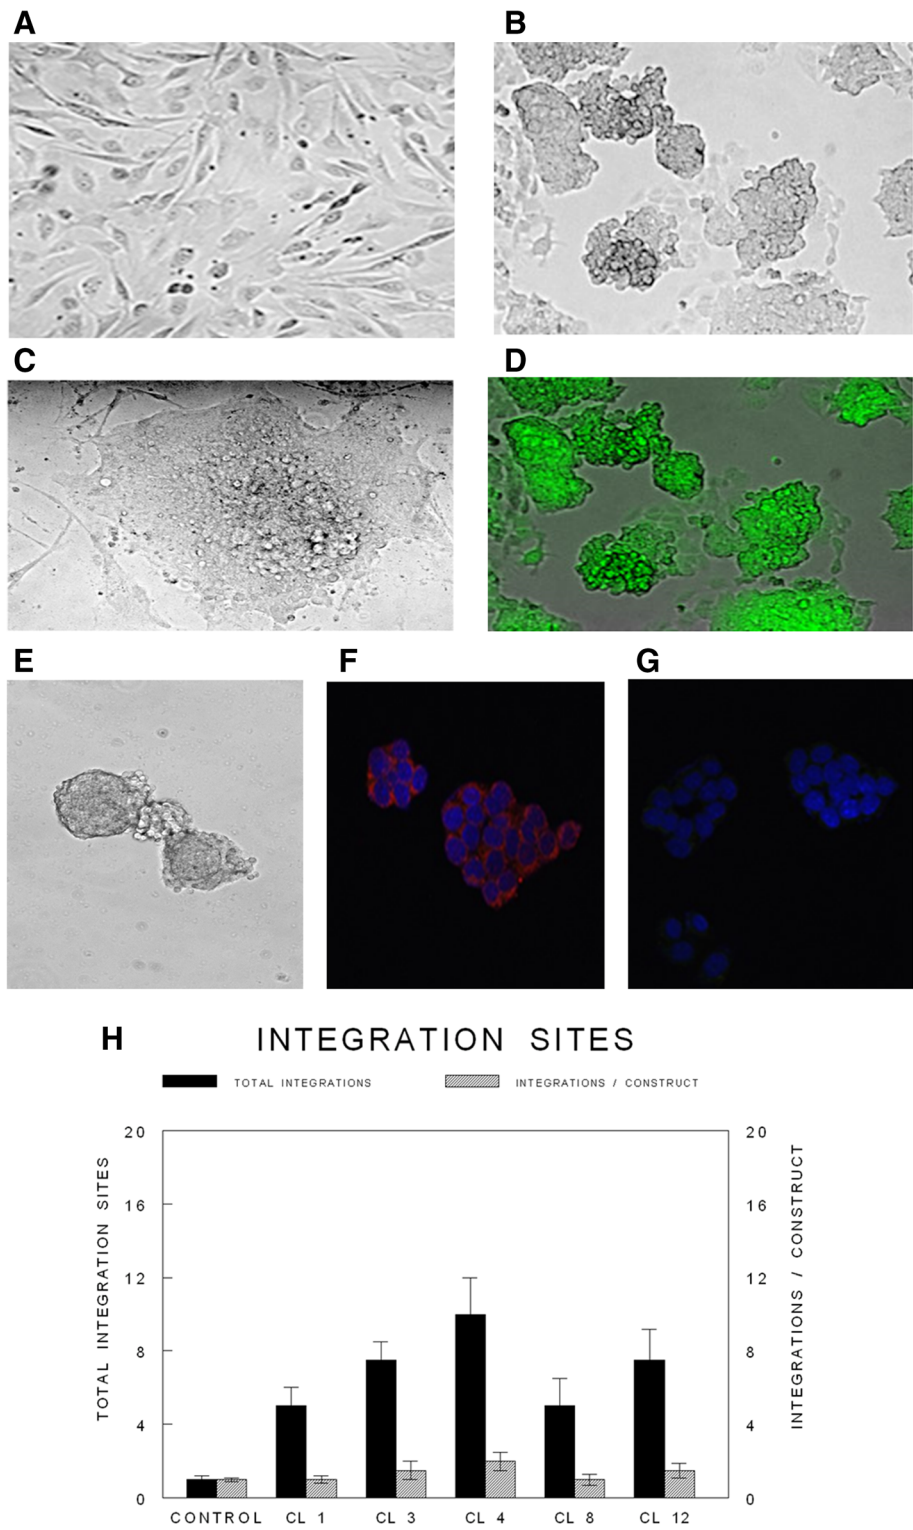 A
B
C
D
E
F
G
H
INTEGRATION SITES
TOTAL INTEGRATIONS
INTEGRATIONS / CONSTRUCT
20
16
12
8
4
0
TOTAL INTEGRATION SITES
20
16
12
8
4
0
INTEGRATIONS / CONSTRUCT
CONTROL CL 1 CL 3 CL 4 CL 8 CL 12